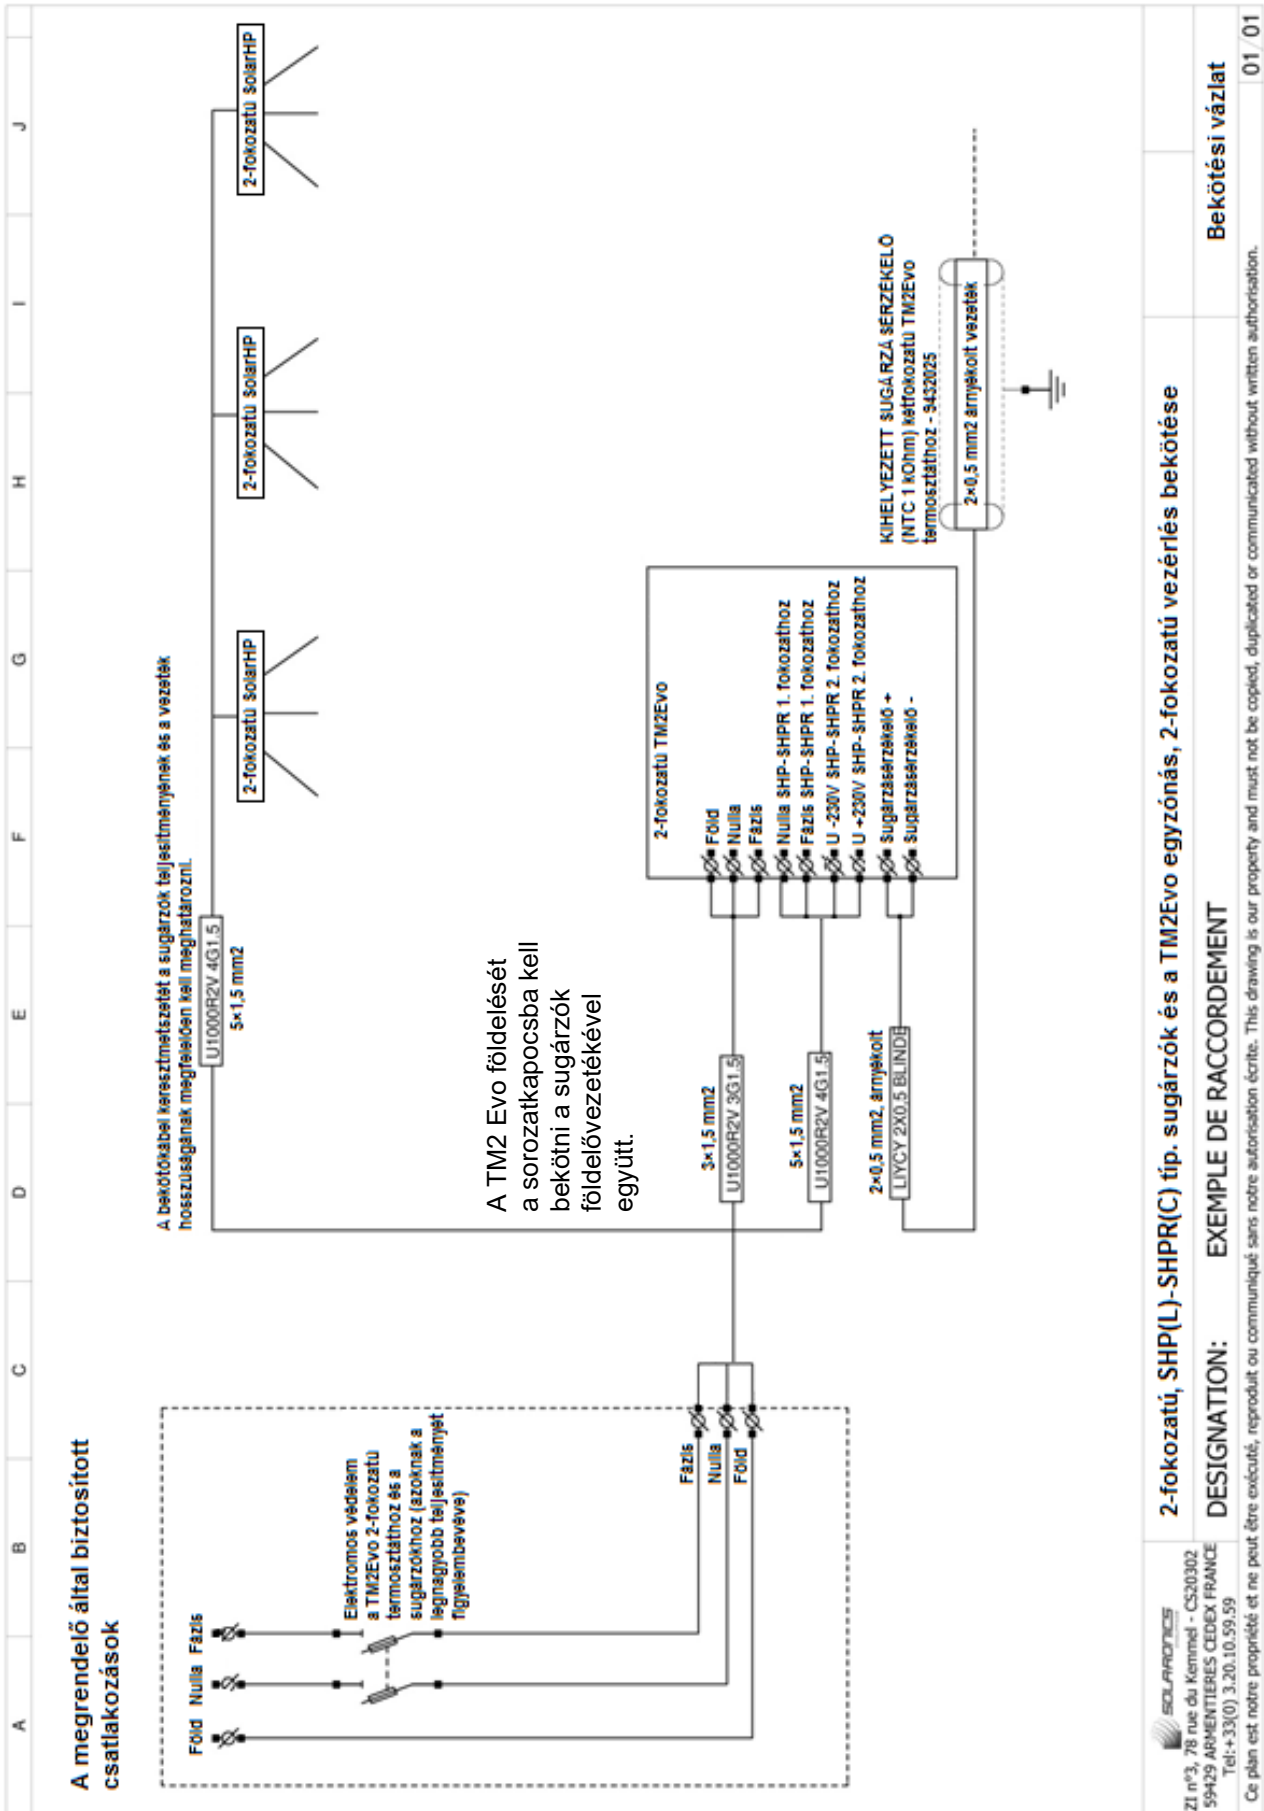 A
B
C
D
E
F
G
H
I
J
A megrendelő által biztosított
csatlakozások
Föld Nulla Fázis
Elektromos védelem
a TM2Evo 2-fokozatú
termosztáthoz és a
sugárzókhoz (azoknak a
legnagyobb teljesítményét
figyelembevéve)
Fázis
Nulla
Föld
A bekötőkábel keresztmetszetét a sugárzók teljesítményének és a vezeték
hosszúságának megfelelően kell meghatározni.
U1000R2V 4G1.5
5×1,5 mm2
2-fokozatú SolarHP
2-fokozatú SolarHP
2-fokozatú SolarHP
A TM2 Evo földelését
a sorozatkapocsba kell
bekötni a sugárzók
földelővezetékével
együtt.
3×1,5 mm2
U1000R2V 3G1.5
5×1,5 mm2
U1000R2V 4G1.5
2×0,5 mm2, árnyékolt
LIYCY 2X0,5 BLINDE
2-fokozatú TM2Evo
Föld
Nulla
Fázis
Nulla SHP-SHPR 1. fokozathoz
Fázis SHP-SHPR 1. fokozathoz
U -230V SHP-SHPR 2. fokozathoz
U +230V SHP-SHPR 2. fokozathoz
Sugárzásérzékelő +
Sugárzásérzékelő -
KIHELYEZETT SUGÁRZÁSÉRZÉKELŐ
(NTC 1 kOhm) kétfokozatú TM2Evo
termosztáthoz - 9432025
2×0,5 mm2 árnyékolt vezeték
SOLARONICS
ZI n°3, 78 rue du Kemmel - CS20302
59429 ARMENTIERES CEDEX FRANCE
Tel:+33(0) 3.20.10.59.59
2-fokozatú, SHP(L)-SHPR(C) típ. sugárzók és a TM2Evo egyzónás, 2-fokozatú vezérlés bekötése
DESIGNATION: EXEMPLE DE RACCORDEMENT
Bekötési vázlat
Ce plan est notre propriété et ne peut être exécuté, reproduit ou communiqué sans notre autorisation écrite. This drawing is our property and must not be copied, duplicated or communicated without written authorisation.
01/01